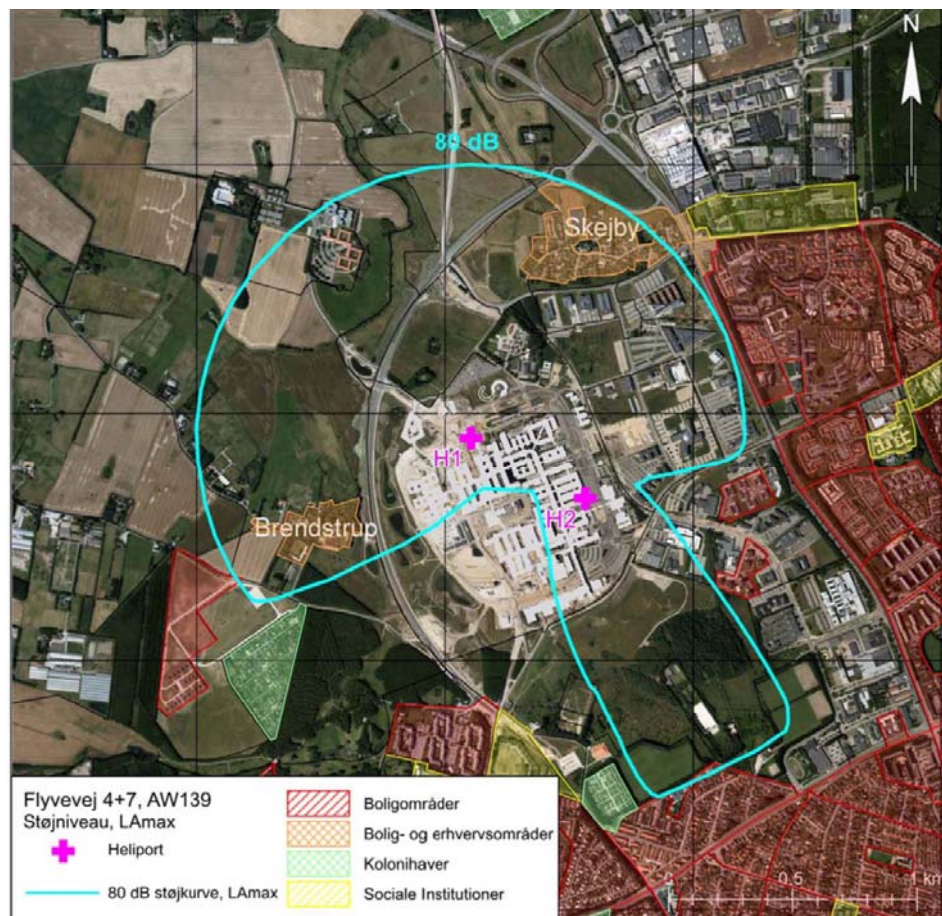 N
80 dB
Skejby
H1
H2
Brendstrup
Flyvevej 4+7, AW139
Støjniveau, LAmax
Heliport
80 dB støjkurve, LAmax
Boligområder
Bolig- og erhvervsområder
Kolonihaver
Sociale Institutioner
0 0.5 1 km